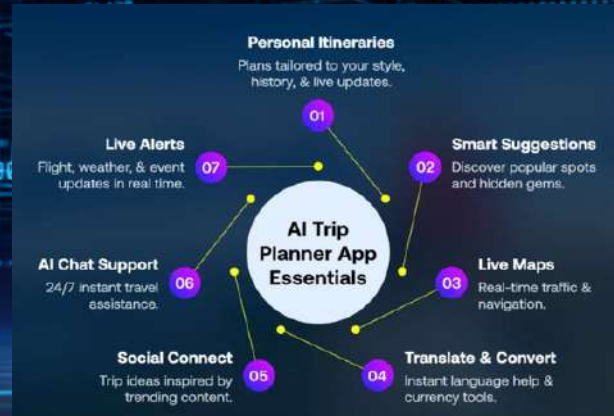 Personal Itineraries
Plans tailored to your style,
history, & live updates.
01
Smart Suggestions
Discover popular spots
and hidden gems.
02
Live Maps
Real-time traffic &
navigation.
03
Translate & Convert
Instant language help &
currency tools.
04
Social Connect
Trip ideas inspired by
trending content.
05
AI Chat Support
24/7 instant travel
assistance.
06
Live Alerts
Flight, weather, & event
updates in real time.
07
AI Trip
Planner App
Essentials